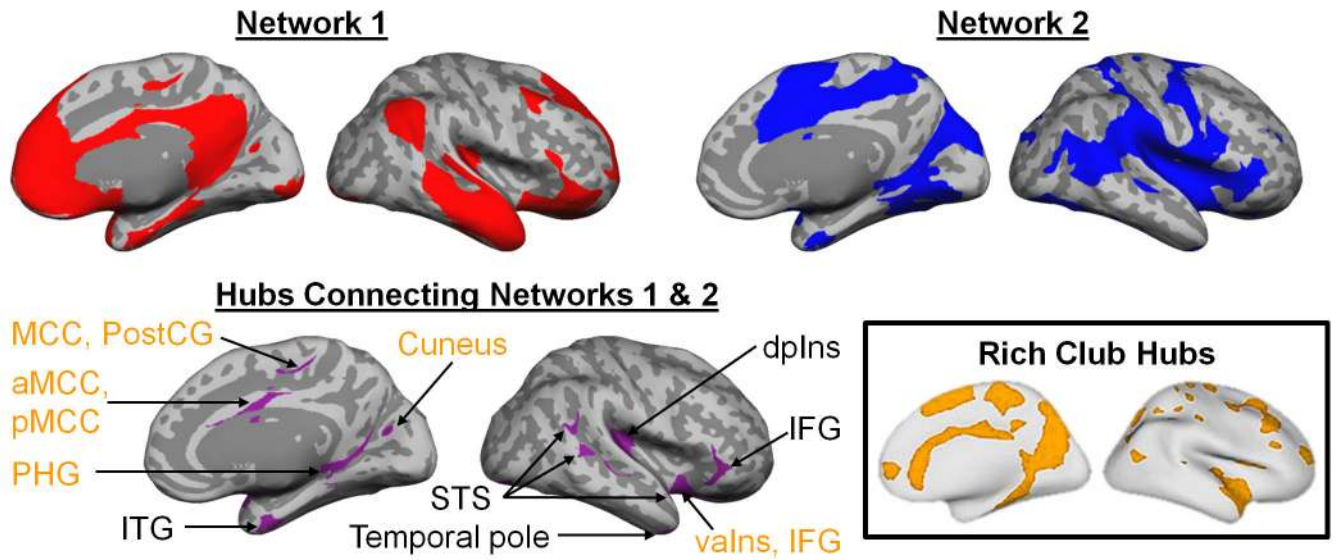 Network 1
Network 2
Hubs Connecting Networks 1 & 2
MCC, PostCG
Cuneus
aMCC,
pMCC
PHG
ITG
dpIns
IFG
STS
Temporal pole
vaIns, IFG
Rich Club Hubs